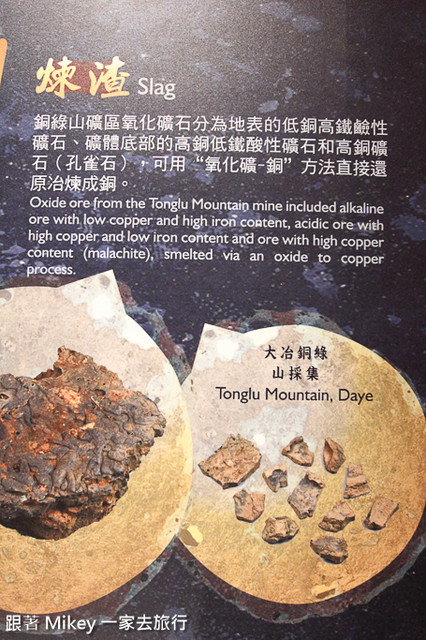 煉渣 Slag
銅綠山礦區氧化礦石分為地表的低銅高鐵鹼性
礦石、礦體底部的高銅低鐵酸性礦石和高銅礦
石（孔雀石），可用“氧化礦-銅”方法直接還
原冶煉成銅。
Oxide ore from the Tonglu Mountain mine included alkaline
ore with low copper and high iron content, acidic ore with
high copper and low iron content and ore with high copper
content (malachite), smelted via an oxide to copper
process.
大冶銅綠
山採集
Tonglu Mountain, Daye
跟著 Mikey 一家去旅行